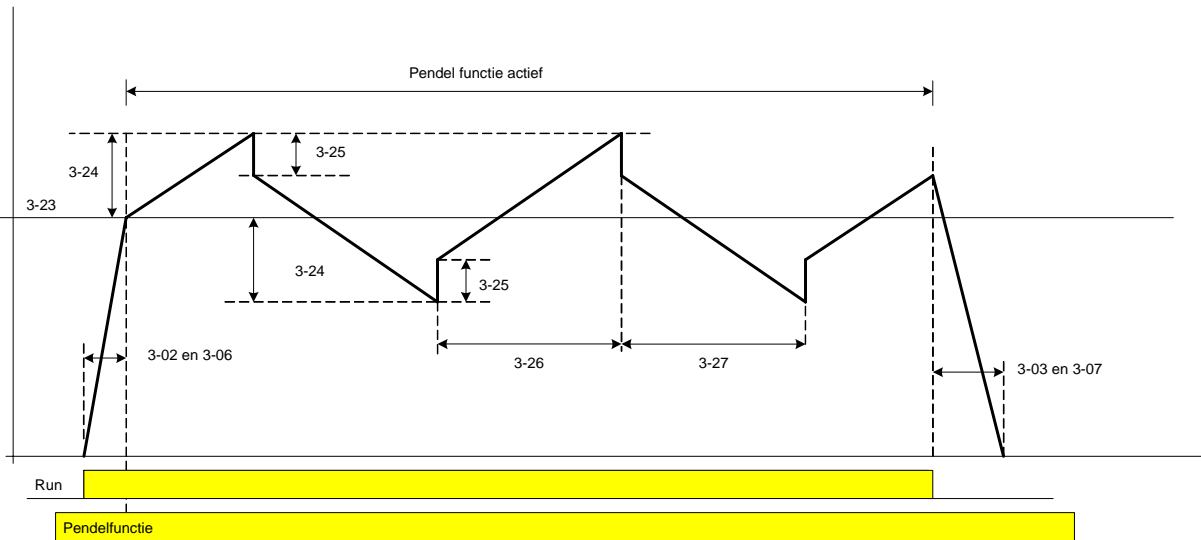 Pendel functie actief
3-25
3-24
3-23
3-24
3-25
3-02 en 3-06
3-26
3-27
3-03 en 3-07
Run
Pendelfunctie